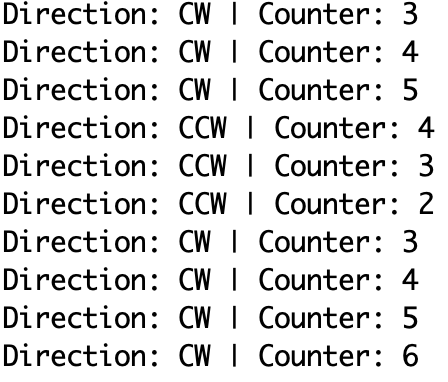 Direction: CW | Counter: 3
Direction: CW | Counter: 4
Direction: CW | Counter: 5
Direction: CCW | Counter: 4
Direction: CCW | Counter: 3
Direction: CCW | Counter: 2
Direction: CW | Counter: 3
Direction: CW | Counter: 4
Direction: CW | Counter: 5
Direction: CW | Counter: 6